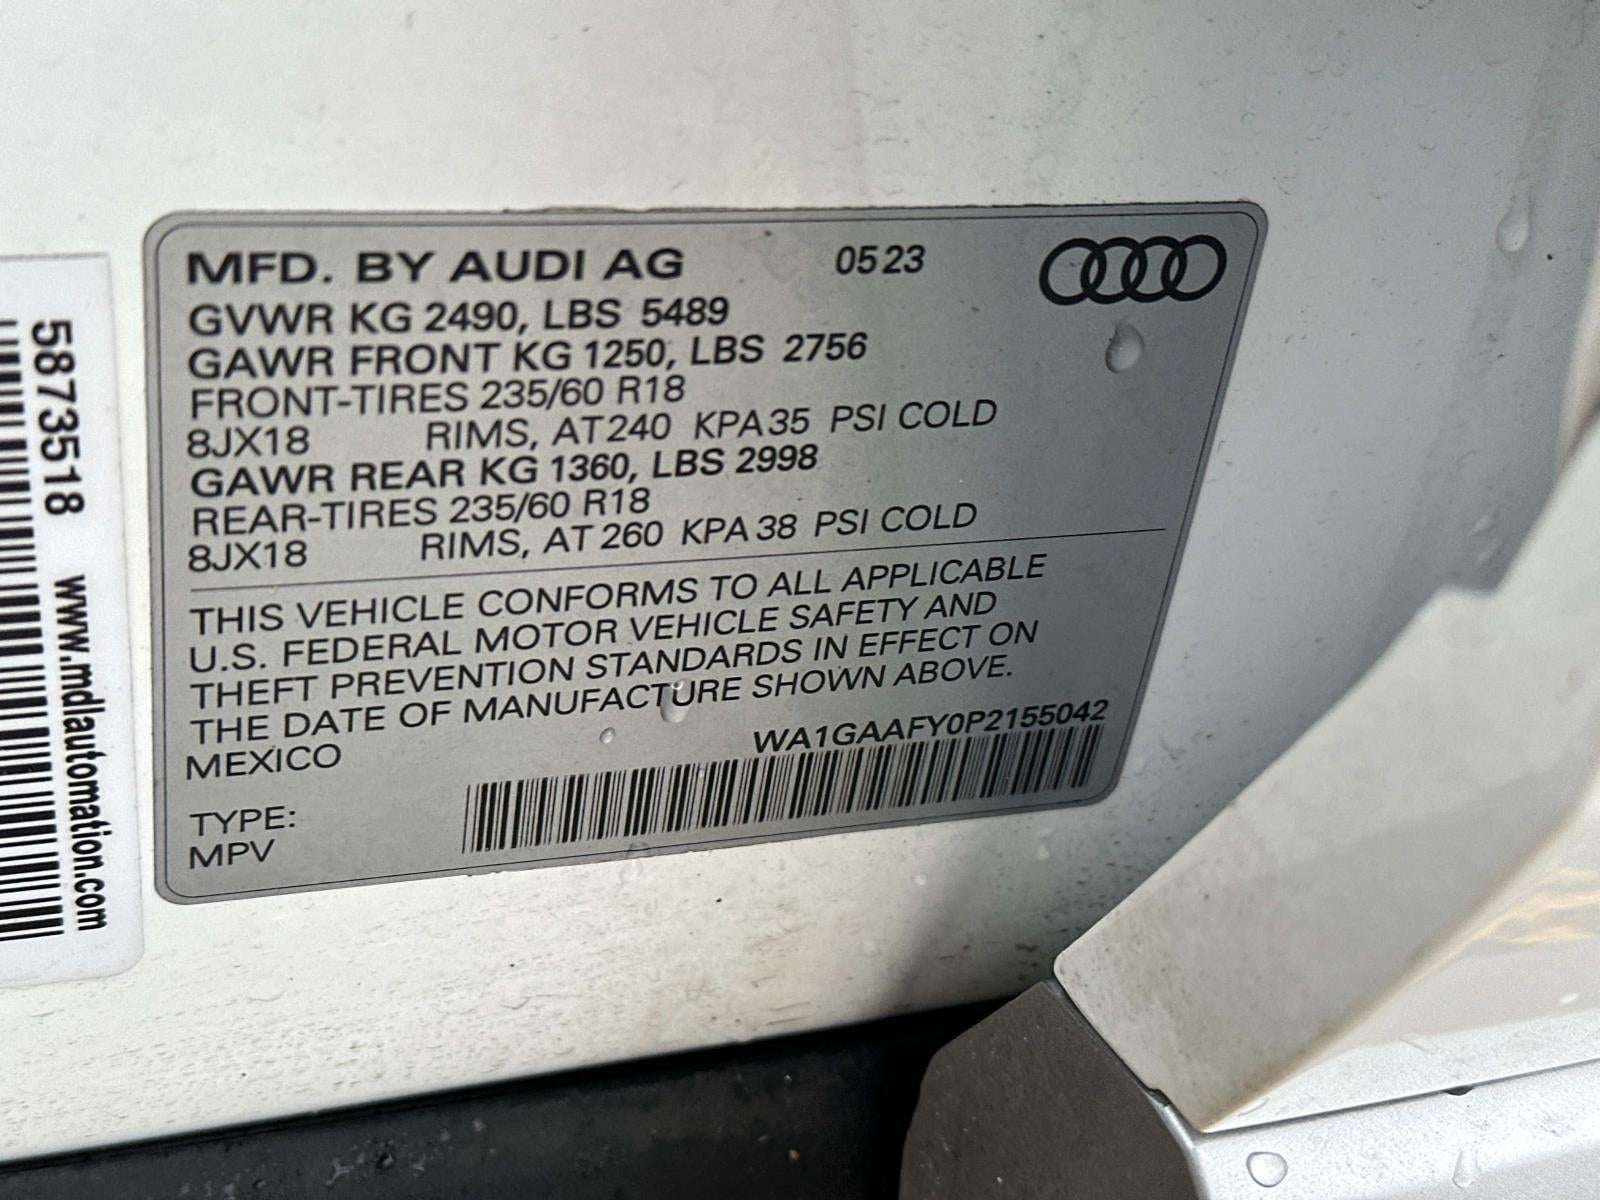 MFD. BY AUDI AG 0523
GVWR KG 2490, LBS 5489
GAWR FRONT KG 1250, LBS 2756
FRONT-TIRES 235/60 R18
8JX18 RIMS, AT 240 KPA 35 PSI COLD
GAWR REAR KG 1360, LBS 2998
REAR-TIRES 235/60 R18
8JX18 RIMS, AT 260 KPA 38 PSI COLD
THIS VEHICLE CONFORMS TO ALL APPLICABLE
U.S. FEDERAL MOTOR VEHICLE SAFETY AND
THEFT PREVENTION STANDARDS IN EFFECT ON
THE DATE OF MANUFACTURE SHOWN ABOVE.
MEXICO
WA1GAAFY0P2155042
TYPE:
MPV
5873518 www.mdlautomation.com